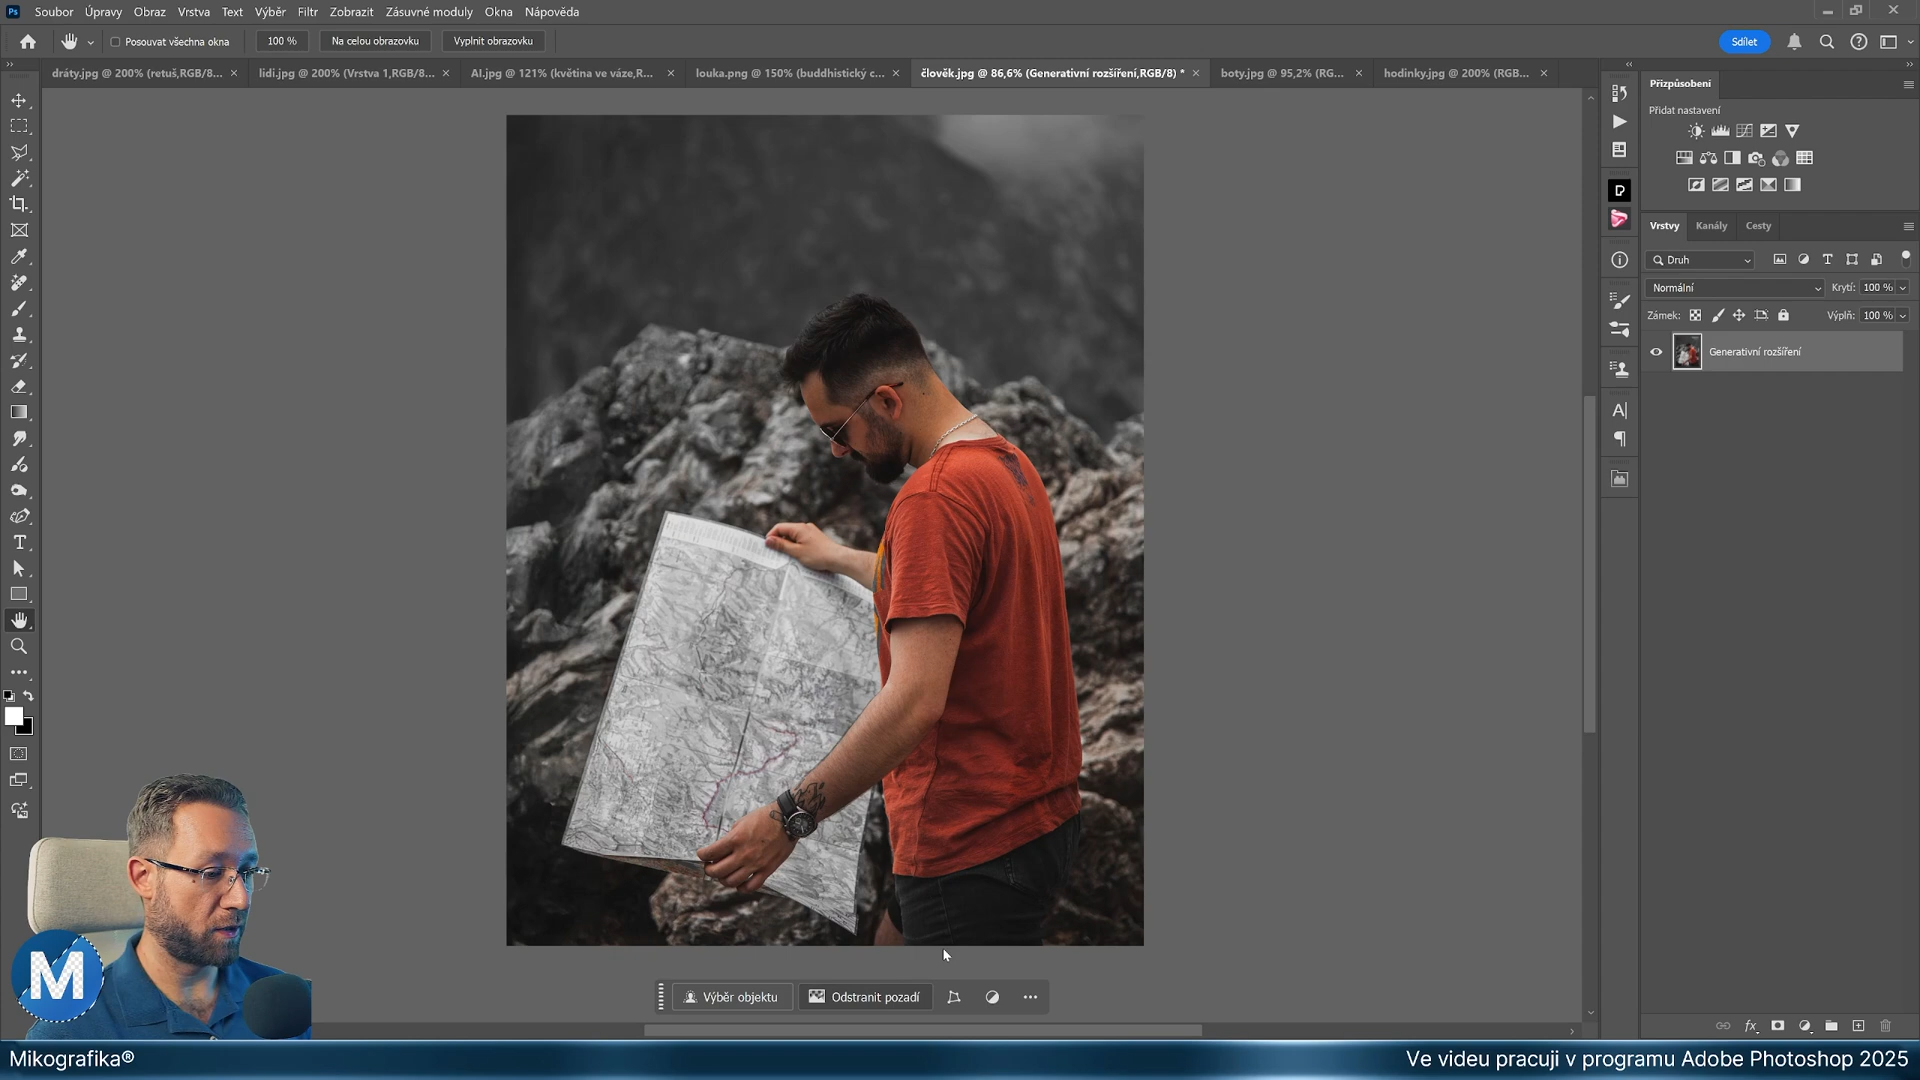 Ps Soubor Úpravy Obraz Vrstva Text Výběr Filtr Zobrazit Zásuvné moduly Okna Nápověda
Posouvat všechna okna 100 % Na celou obrazovku Vyplnit obrazovku Sdílet
dráty.jpg @ 200% (retuš,RGB/8... lidi.jpg @ 200% (Vrstva 1,RGB/8... AI.jpg @ 121% (květina ve váze,R... louka.png @ 150% (buddhistický c... člověk.jpg @ 86,6% (Generativní rozšíření,RGB/8) * boty.jpg @ 95,2% (RG... hodinky.jpg @ 200% (RGB...
Přizpůsobení
Přidat nastavení
Vrstvy Kanály Cesty
Druh
Normální Krytí: 100 %
Zámek: Výplň: 100 %
Generativní rozšíření
Výběr objektu Odstranit pozadí
M
Mikografika®
Ve videu pracuji v programu Adobe Photoshop 2025